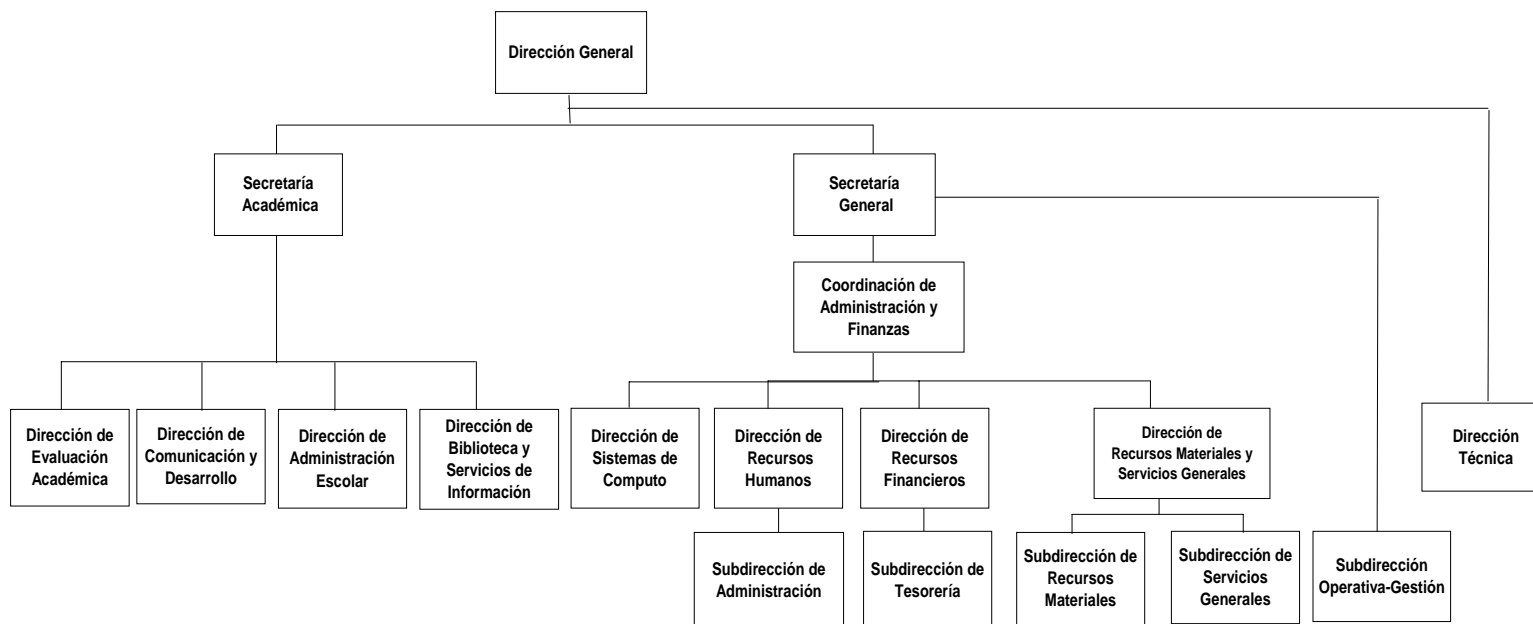 Dirección General
Secretaría
Académica
Secretaría
General
Coordinación de
Administración y
Finanzas
Dirección de
Evaluación
Académica
Dirección de
Comunicación y
Desarrollo
Dirección de
Administración
Escolar
Dirección de
Biblioteca y
Servicios de
Información
Dirección de
Sistemas de
Computo
Dirección de
Recursos
Humanos
Dirección de
Recursos
Financieros
Dirección de
Recursos Materiales y
Servicios Generales
Dirección
Técnica
Subdirección de
Administración
Subdirección de
Tesorería
Subdirección de
Recursos
Materiales
Subdirección de
Servicios
Generales
Subdirección
Operativa-Gestión